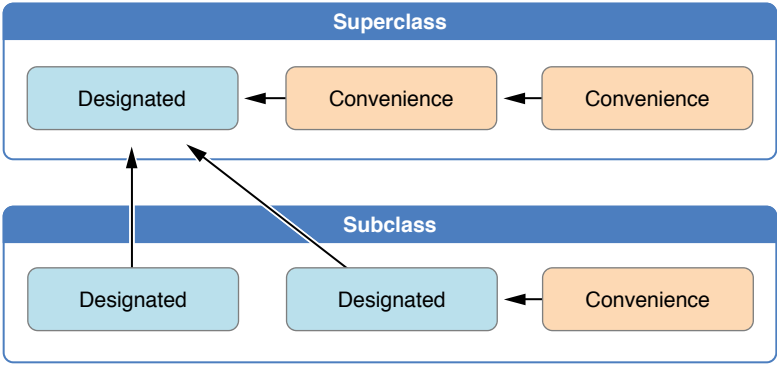 Superclass
Designated
Convenience
Convenience
Subclass
Designated
Designated
Convenience